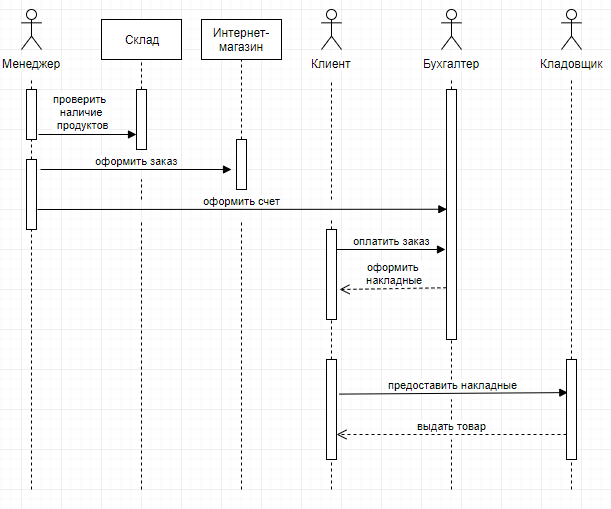 Менеджер
Склад
Интернет-
магазин
Клиент
Бухгалтер
Кладовщик
проверить
наличие
продуктов
оформить заказ
оформить счет
оплатить заказ
оформить
накладные
предоставить накладные
выдать товар